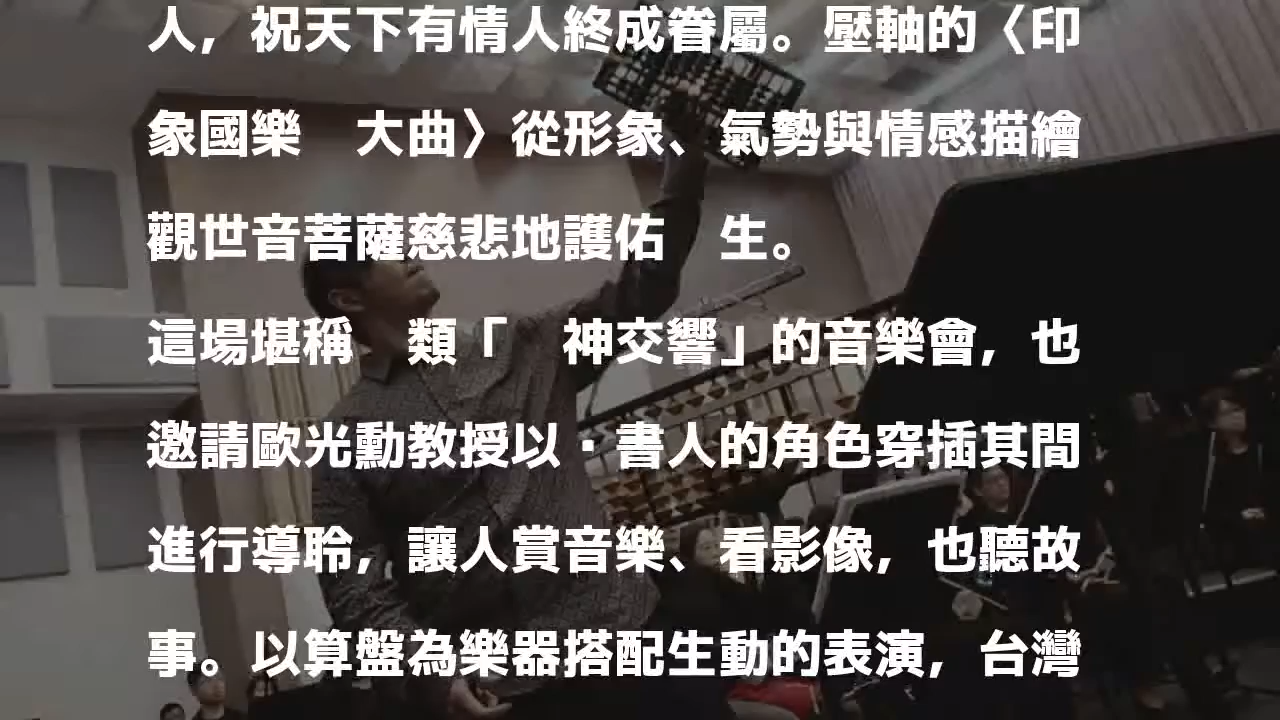 人，祝天下有情人終成眷屬。壓軸的〈印
象國樂　大曲〉從形象、氣勢與情感描繪
觀世音菩薩慈悲地護佑　生。
這場堪稱　類「　神交響」的音樂會，也
邀請歐光勳教授以·書人的角色穿插其間
進行導聆，讓人賞音樂、看影像，也聽故
事。以算盤為樂器搭配生動的表演，台灣